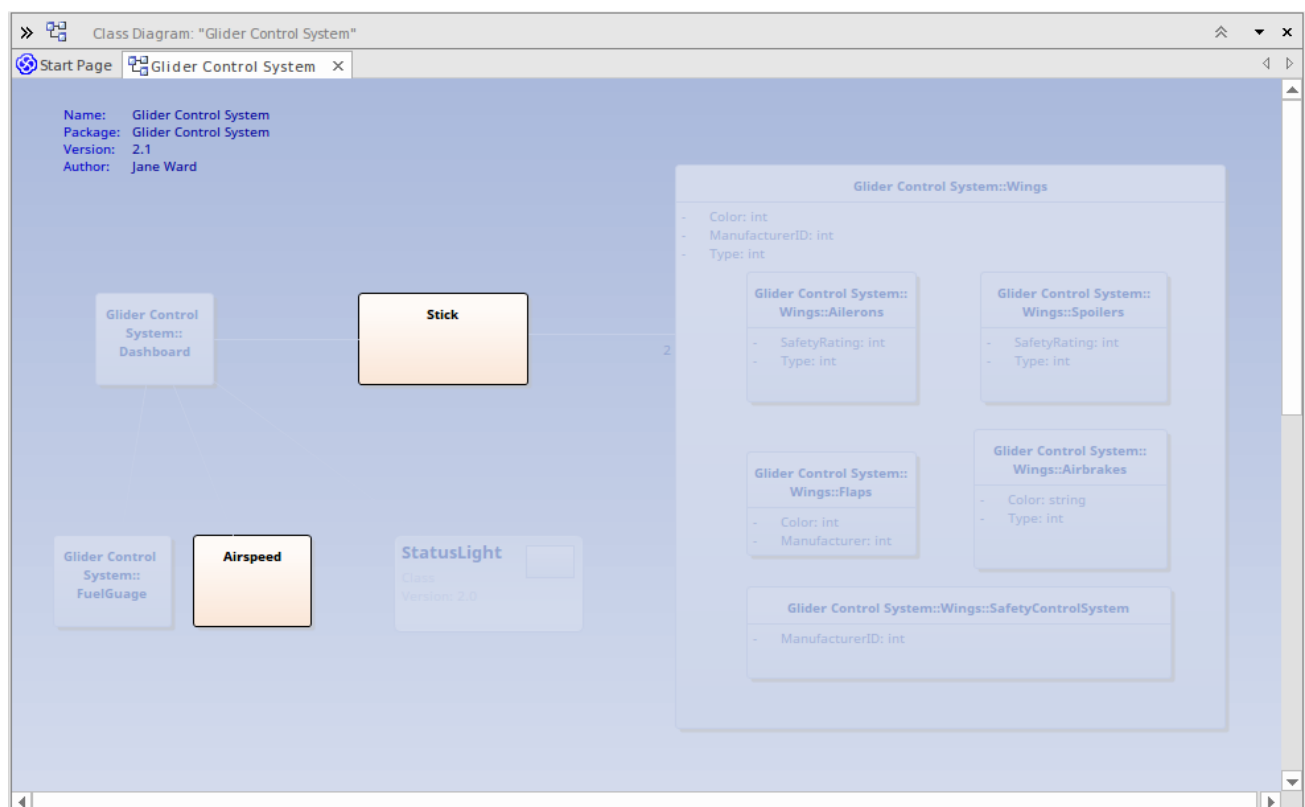 Class Diagram: "Glider Control System"
Start Page
Glider Control System
Name: Glider Control System
Package: Glider Control System
Version: 2.1
Author: Jane Ward
Glider Control System::Wings
- Color: int
- ManufacturerID: int
- Type: int
Glider Control
System::
Dashboard
Stick
2
Glider Control System::
Wings::Ailerons
- SafetyRating: int
- Type: int
Glider Control System::
Wings::Spoilers
- SafetyRating: int
- Type: int
Glider Control System::
Wings::Flaps
- Color: int
- Manufacturer: int
Glider Control System::
Wings::Airbrakes
- Color: string
- Type: int
Glider Control
System::
FuelGuage
Airspeed
StatusLight
Class
Version: 2.0
Glider Control System::Wings::SafetyControlSystem
- ManufacturerID: int